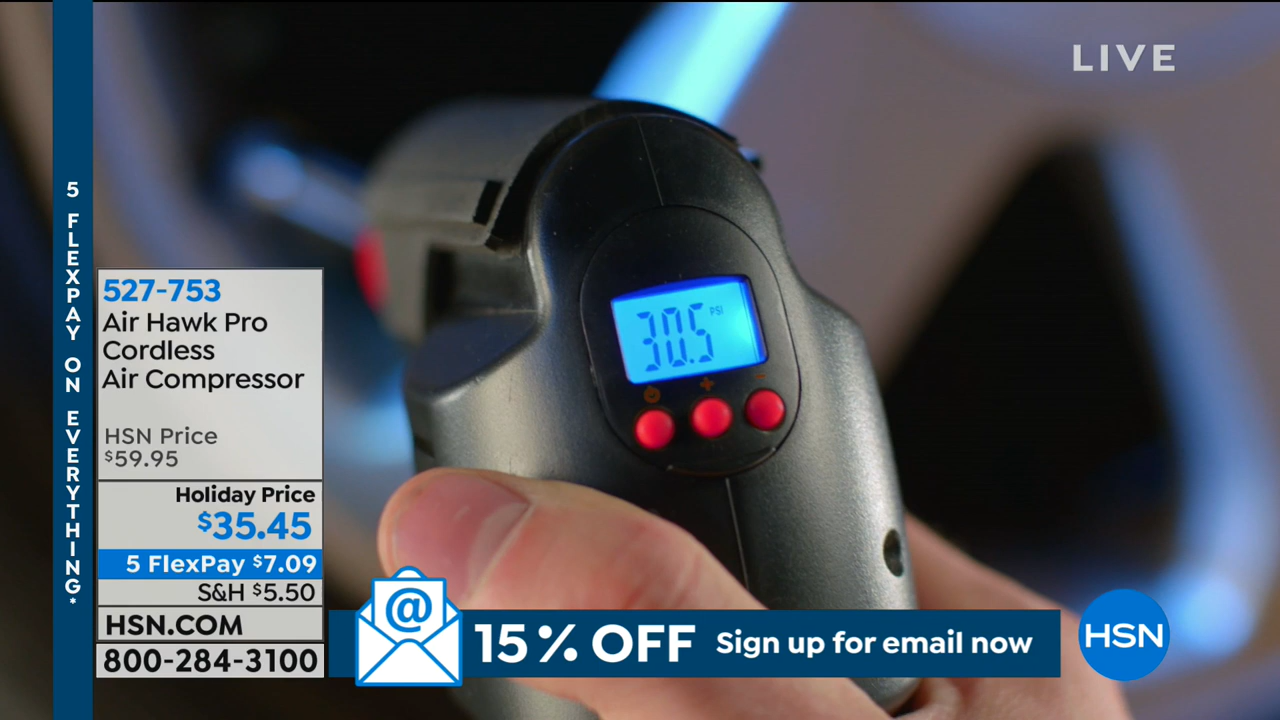 LIVE
5 FLEXPAY ON EVERYTHING*
527-753
Air Hawk Pro
Cordless
Air Compressor
HSN Price
$59.95
Holiday Price
$35.45
5 FlexPay $7.09
S&H $5.50
HSN.COM
800-284-3100
30.5 PSI
@
15% OFF Sign up for email now
HSN